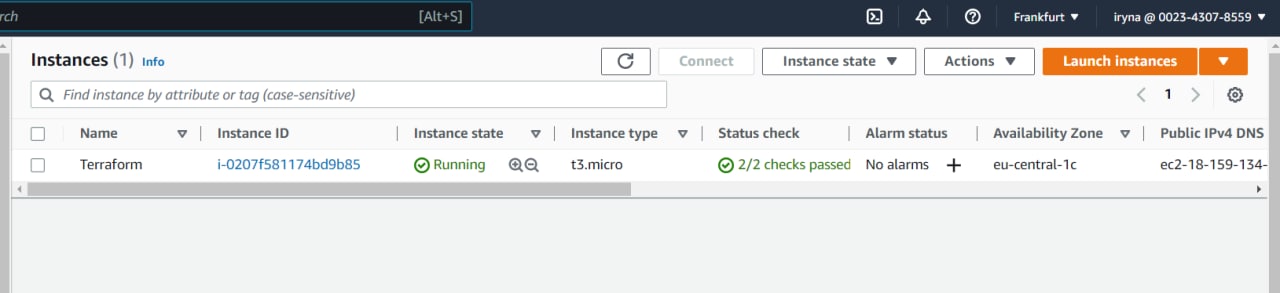 rch [Alt+S] Frankfurt ▼ iryna @ 0023-4307-8559 ▼
Instances (1) Info Connect Instance state ▼ Actions ▼ Launch instances ▼
Find instance by attribute or tag (case-sensitive) 1
Name Instance ID Instance state Instance type Status check Alarm status Availability Zone Public IPv4 DNS
Terraform i-0207f581174bd9b85 Running t3.micro 2/2 checks passed No alarms + eu-central-1c ec2-18-159-134-